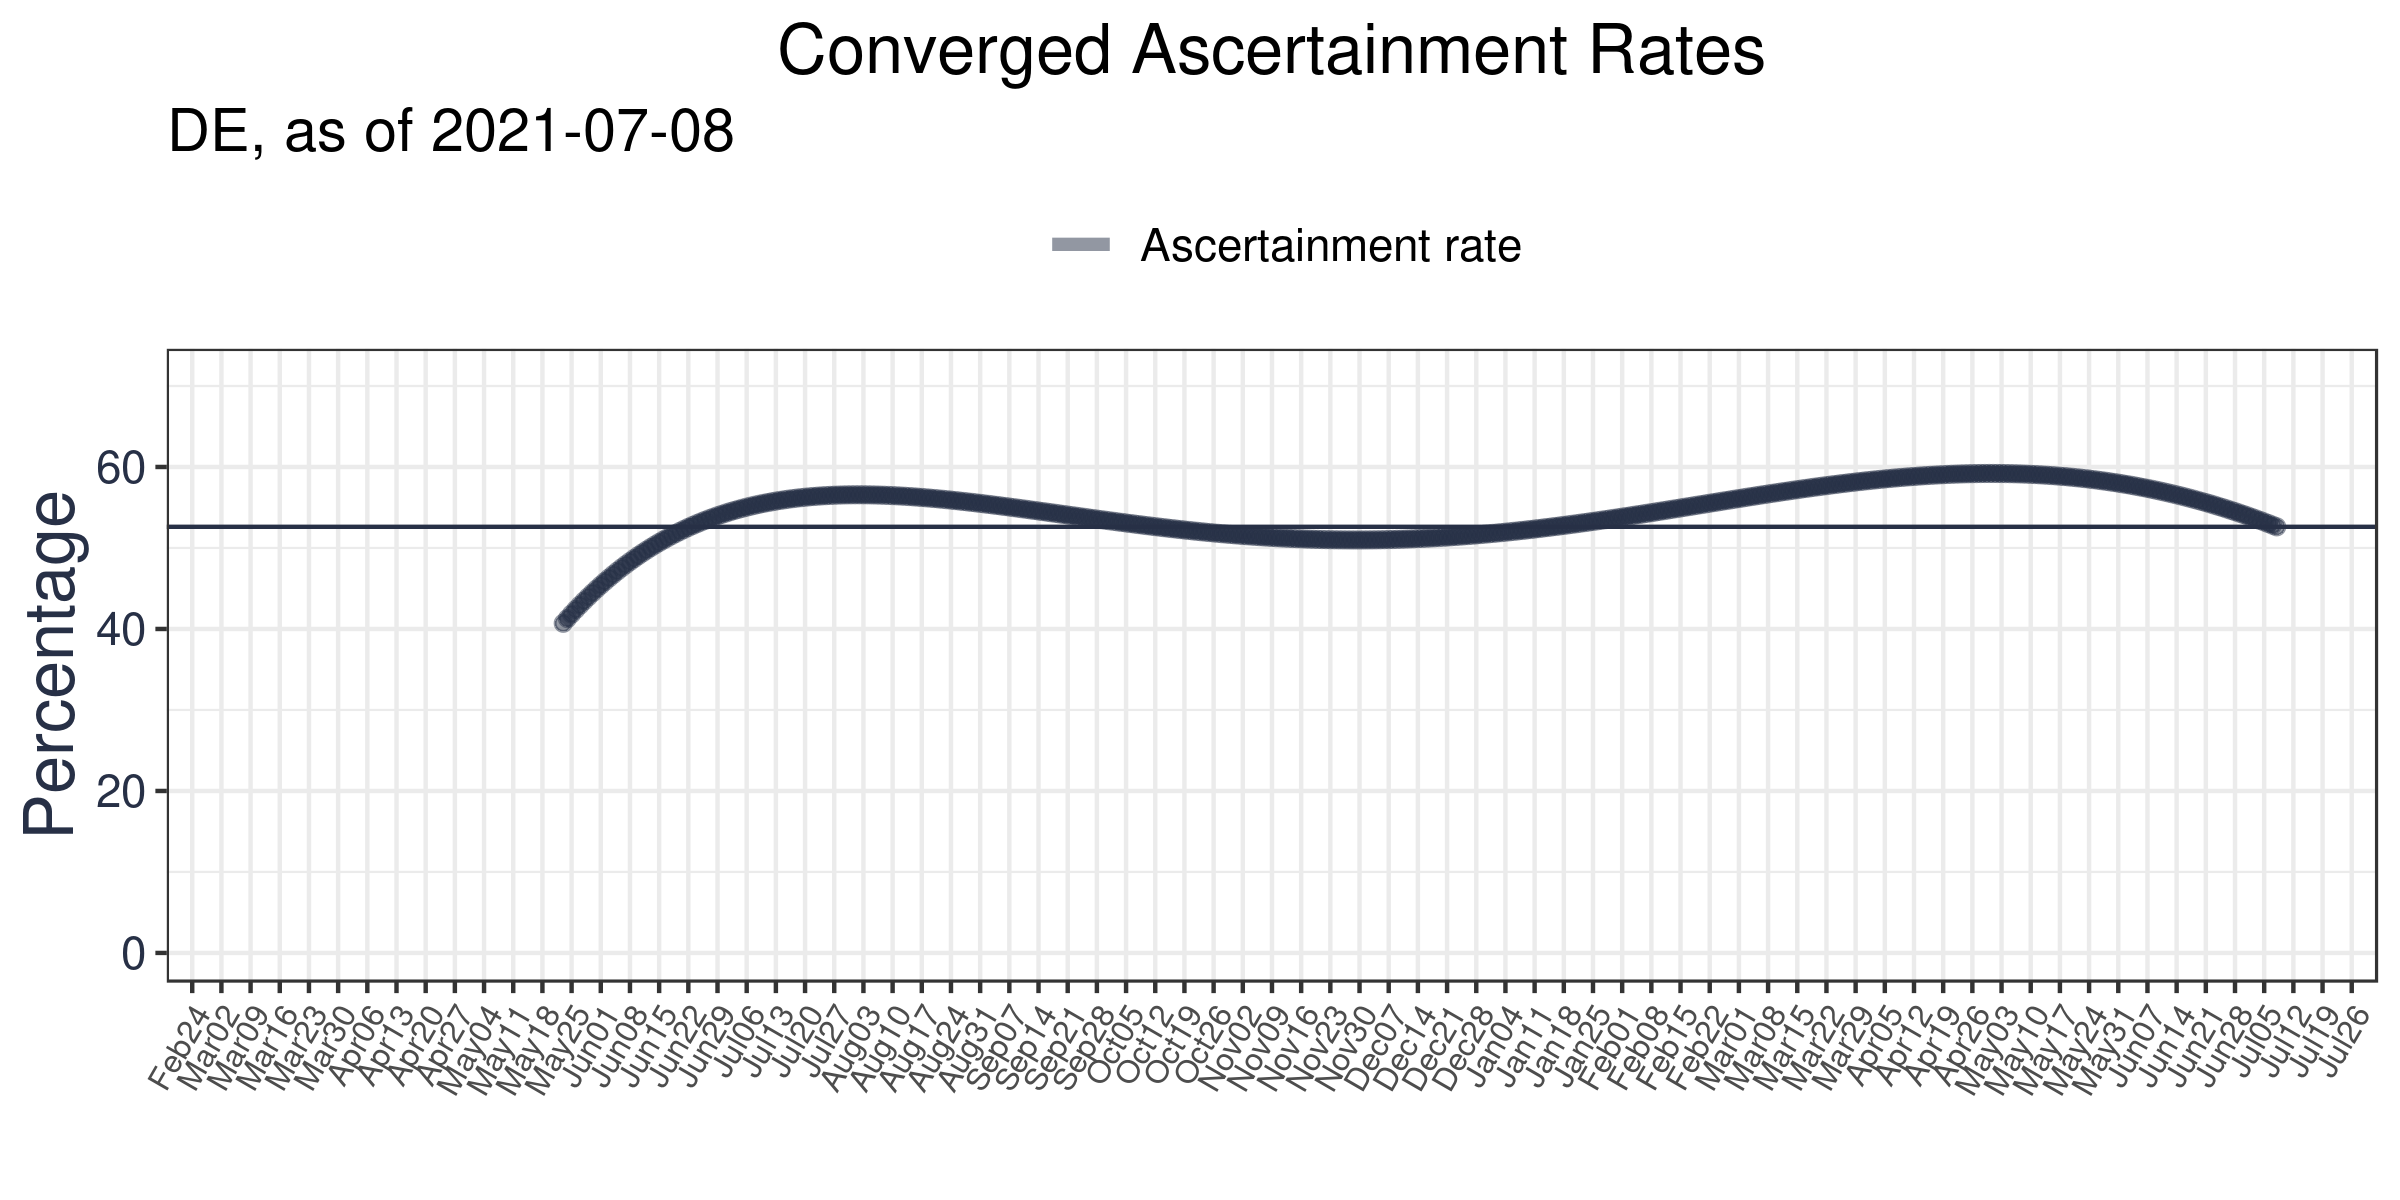 Converged Ascertainment Rates
DE, as of 2021-07-08
Ascertainment rate
Percentage
60
40
20
0
Feb24 Mar02 Mar09 Mar16 Mar23 Mar30 Apr06 Apr13 Apr20 Apr27 May04 May11 May18 May25 Jun01 Jun08 Jun15 Jun22 Jun29 Jul06 Jul13 Jul20 Jul27 Aug03 Aug10 Aug17 Aug24 Aug31 Sep07 Sep14 Sep21 Sep28 Oct05 Oct12 Oct19 Oct26 Nov02 Nov09 Nov16 Nov23 Nov30 Dec07 Dec14 Dec21 Dec28 Jan04 Jan11 Jan18 Jan25 Feb01 Feb08 Feb15 Feb22 Mar01 Mar08 Mar15 Mar22 Mar29 Apr05 Apr12 Apr19 Apr26 May03 May10 May17 May24 May31 Jun07 Jun14 Jun21 Jun28 Jul05 Jul12 Jul19 Jul26